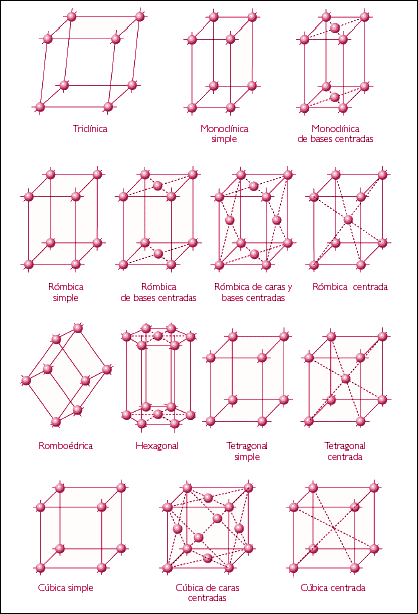 Triclínica
Monoclínica
simple
Monoclínica
de bases centradas
Rómbica
simple
Rómbica
de bases centradas
Rómbica de caras y
bases centradas
Rómbica centrada
Romboédrica
Hexagonal
Tetragonal
simple
Tetragonal
centrada
Cúbica simple
Cúbica de caras
centradas
Cúbica centrada